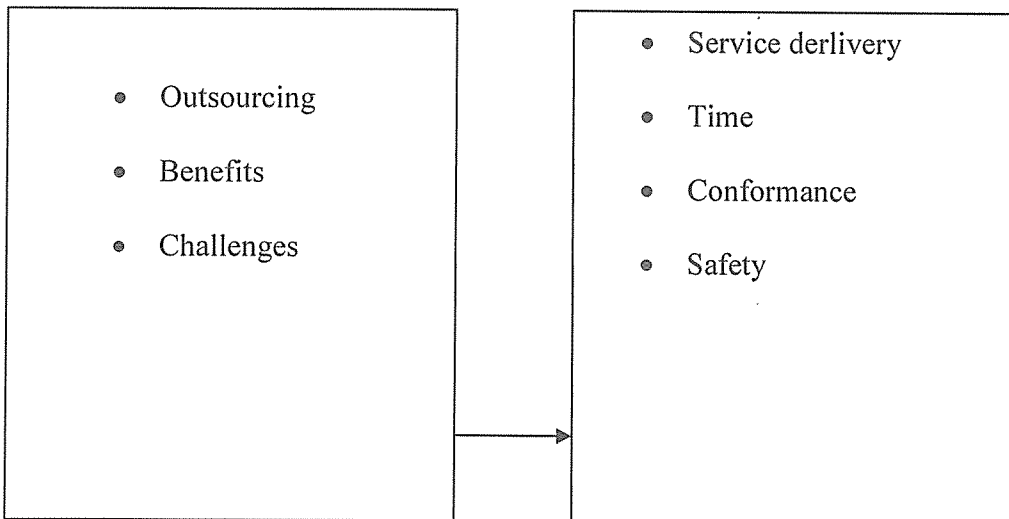 • Outsourcing
• Benefits
• Challenges
• Service derlivery
• Time
• Conformance
• Safety